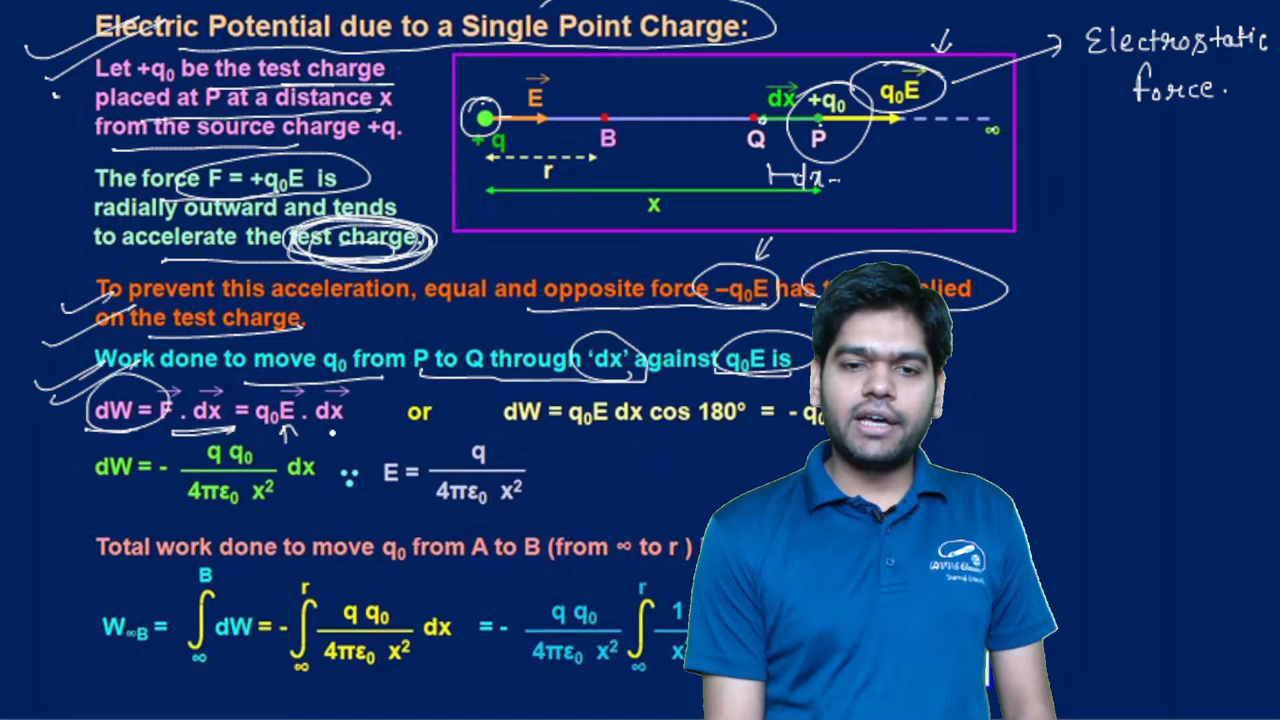 Electric Potential due to a Single Point Charge:
Let +q₀ be the test charge
placed at P at a distance x
from the source charge +q.
The force F = +q₀E is
radially outward and tends
to accelerate the test charge.
E dx +q₀ q₀E
+ q B Q P ∞
r dx
x
Electrostatic
force.
To prevent this acceleration, equal and opposite force –q₀E has
on the test charge.
Work done to move q₀ from P to Q through ‘dx’ against q₀E is
dW = F . dx = q₀E . dx or dW = q₀E dx cos 180° = - q₀
dW = - q q₀ / 4πε₀ x² dx ∵ E = q / 4πε₀ x²
Total work done to move q₀ from A to B (from ∞ to r )
W∞B = ∫∞B dW = - ∫∞r q q₀ / 4πε₀ x² dx = - q q₀ / 4πε₀ x² ∫∞r 1 / x